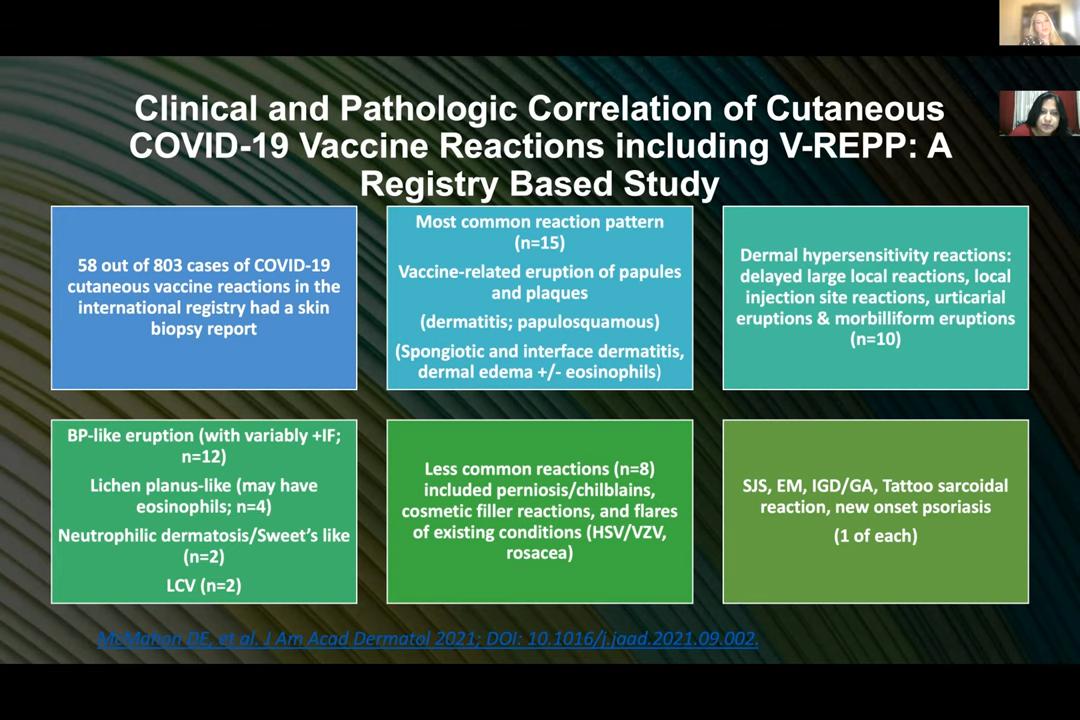 Clinical and Pathologic Correlation of Cutaneous
COVID-19 Vaccine Reactions including V-REPP: A
Registry Based Study
58 out of 803 cases of COVID-19
cutaneous vaccine reactions in the
international registry had a skin
biopsy report
Most common reaction pattern
(n=15)
Vaccine-related eruption of papules
and plaques
(dermatitis; papulosquamous)
(Spongiotic and interface dermatitis,
dermal edema +/- eosinophils)
Dermal hypersensitivity reactions:
delayed large local reactions, local
injection site reactions, urticarial
eruptions & morbilliform eruptions
(n=10)
BP-like eruption (with variably +IF;
n=12)
Lichen planus-like (may have
eosinophils; n=4)
Neutrophilic dermatosis/Sweet's like
(n=2)
LCV (n=2)
Less common reactions (n=8)
included perniosis/chilblains,
cosmetic filler reactions, and flares
of existing conditions (HSV/VZV,
rosacea)
SJS, EM, IGD/GA, Tattoo sarcoidal
reaction, new onset psoriasis
(1 of each)
McMahan DE, et al. J Am Acad Dermatol 2021; DOI: 10.1016/j.jaad.2021.09.002.